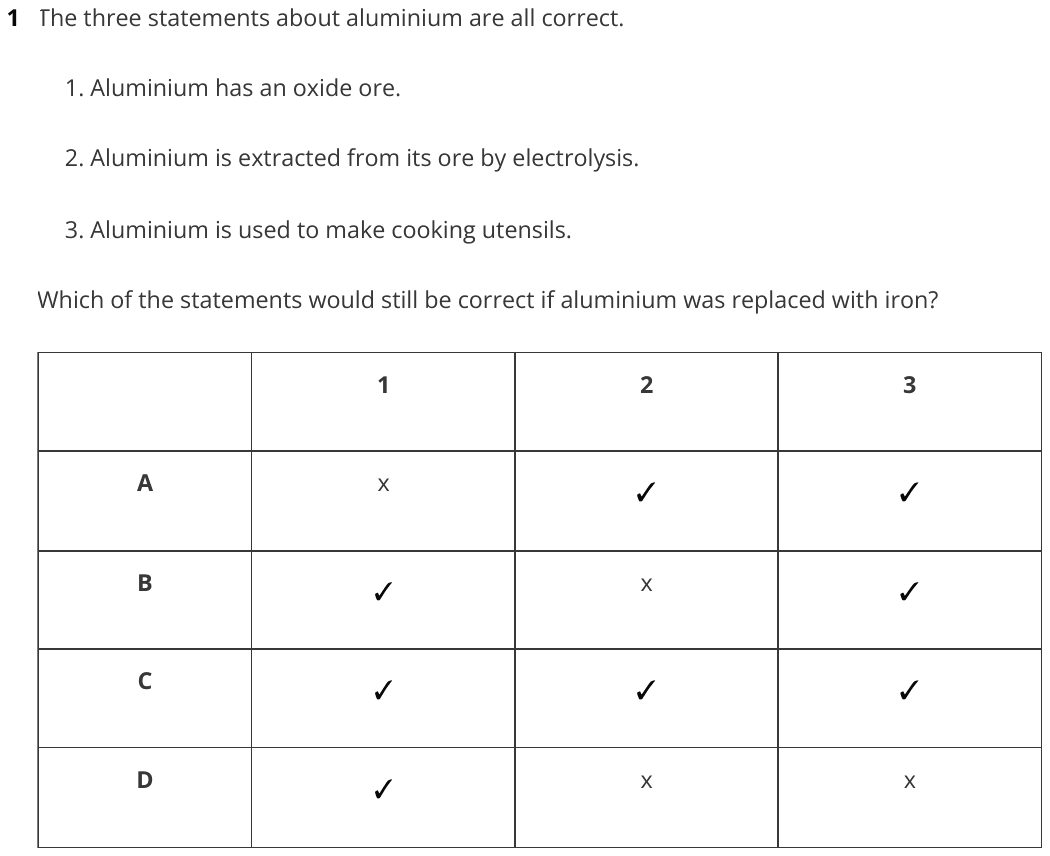 1 The three statements about aluminium are all correct.
1. Aluminium has an oxide ore.
2. Aluminium is extracted from its ore by electrolysis.
3. Aluminium is used to make cooking utensils.
Which of the statements would still be correct if aluminium was replaced with iron?
1 2 3
A x ✓ ✓
B ✓ x ✓
C ✓ ✓ ✓
D ✓ x x